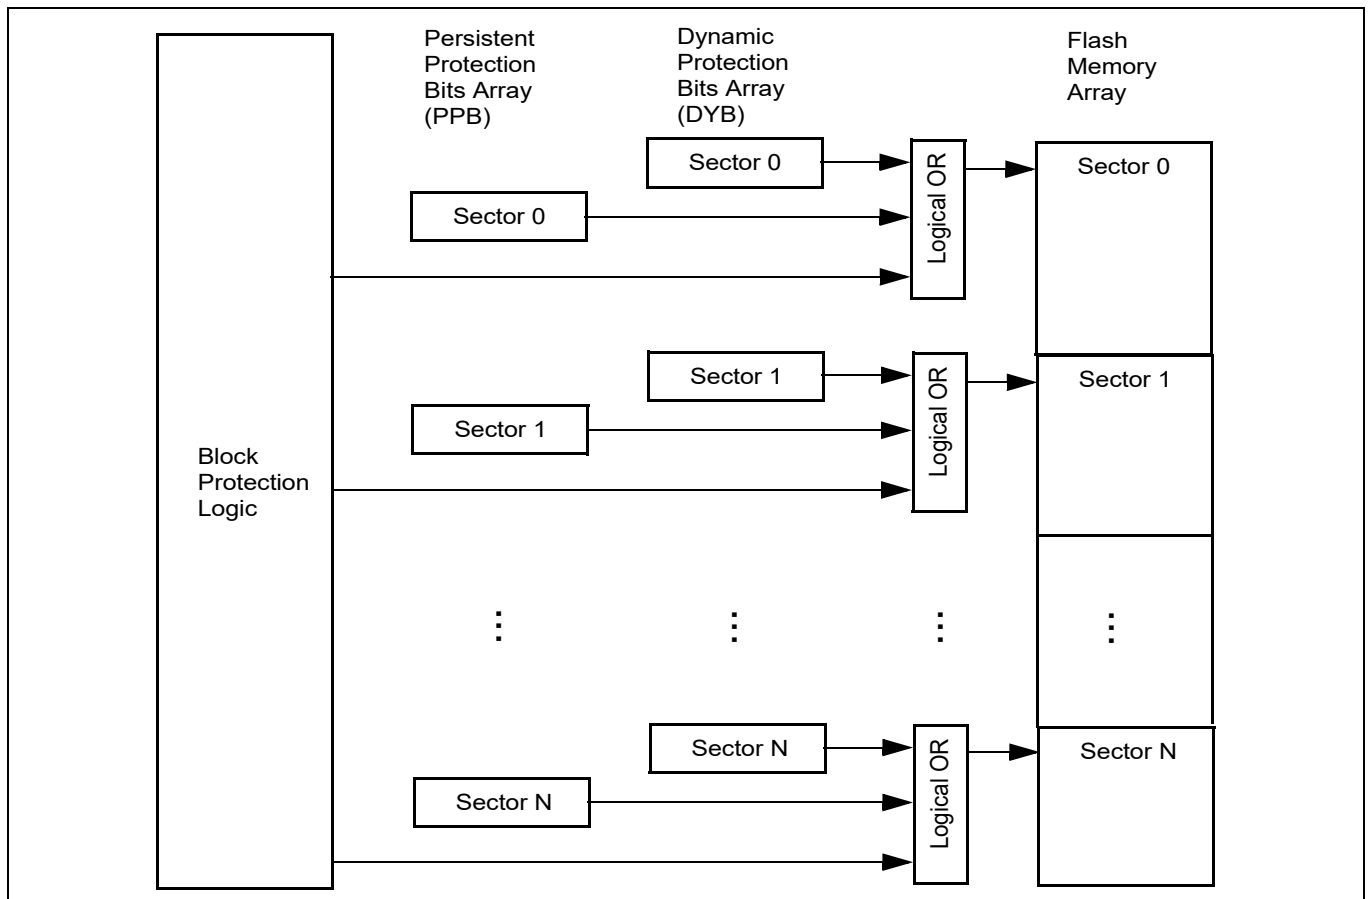 Persistent
Protection
Bits Array
(PPB)
Dynamic
Protection
Bits Array
(DYB)
Flash
Memory
Array
Sector 0
Sector 0
Logical OR
Sector 0
Sector 1
Sector 1
Logical OR
Sector 1
Block
Protection
Logic
Sector N
Sector N
Logical OR
Sector N